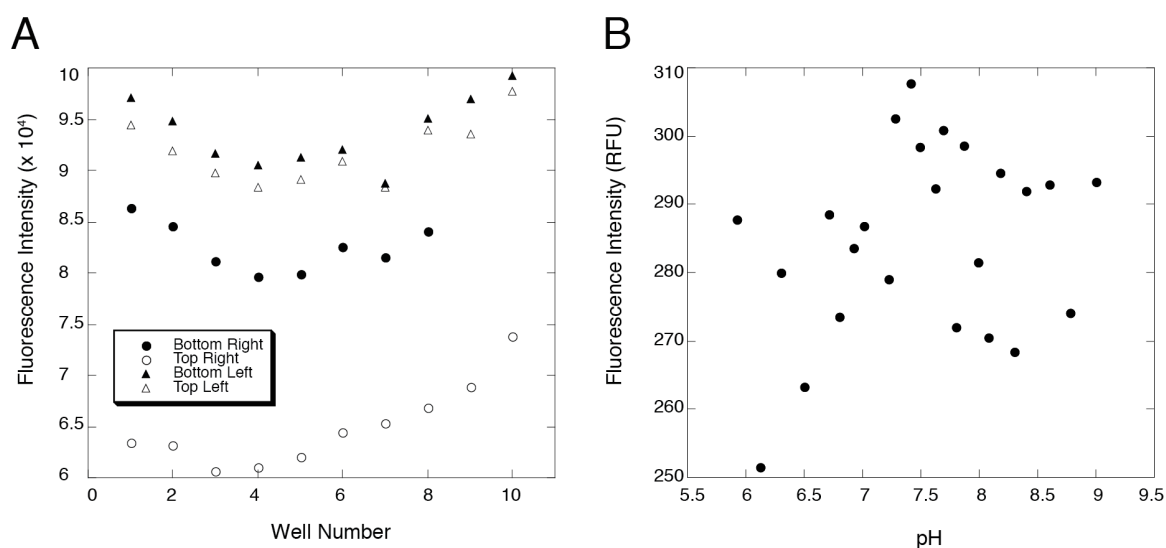 A
Fluorescence Intensity (x 10⁴)
10
9.5
9
8.5
8
7.5
7
6.5
6
0 2 4 6 8 10
Well Number
Bottom Right
Top Right
Bottom Left
Top Left
B
Fluorescence Intensity (RFU)
310
300
290
280
270
260
250
5.5 6 6.5 7 7.5 8 8.5 9 9.5
pH